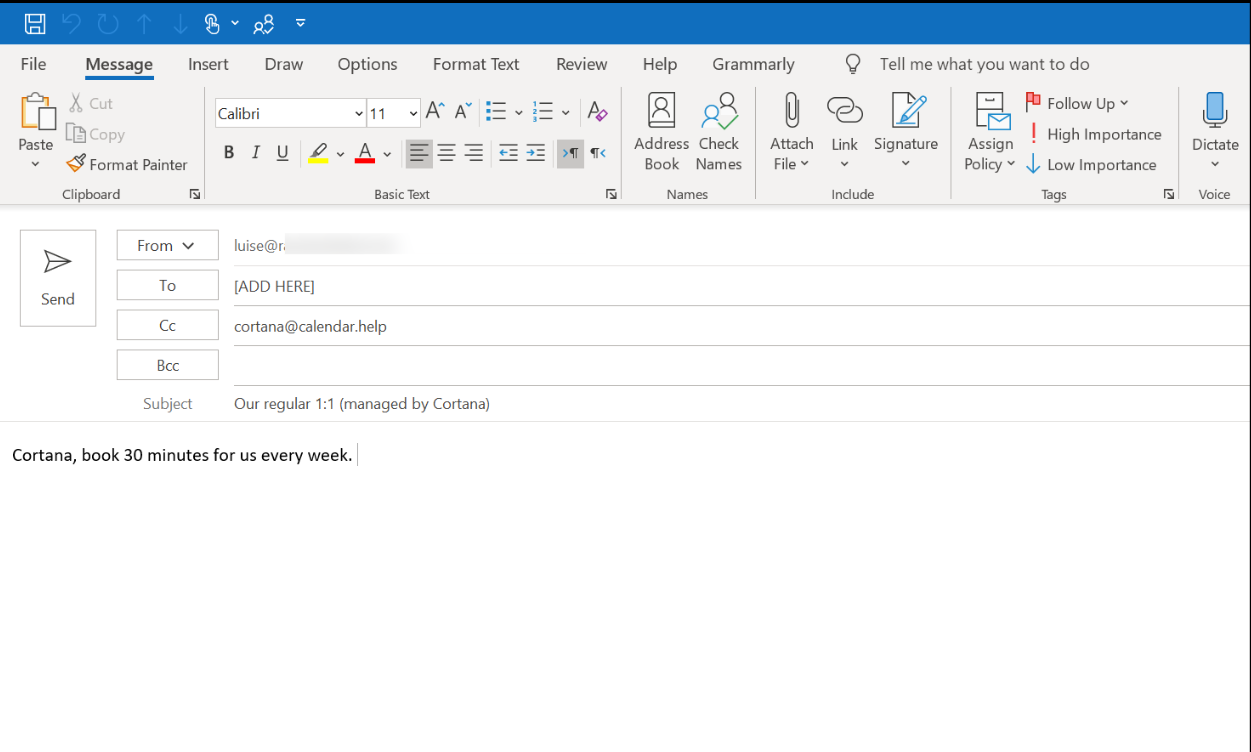 File Message Insert Draw Options Format Text Review Help Grammarly Tell me what you want to do
Paste
Cut
Copy
Format Painter
Clipboard
Calibri 11
B I U
Basic Text
Address Book
Check Names
Names
Attach File
Link
Signature
Include
Assign Policy
Follow Up
High Importance
Low Importance
Tags
Dictate
Voice
Send
From luise@
To [ADD HERE]
Cc cortana@calendar.help
Bcc
Subject Our regular 1:1 (managed by Cortana)
Cortana, book 30 minutes for us every week.